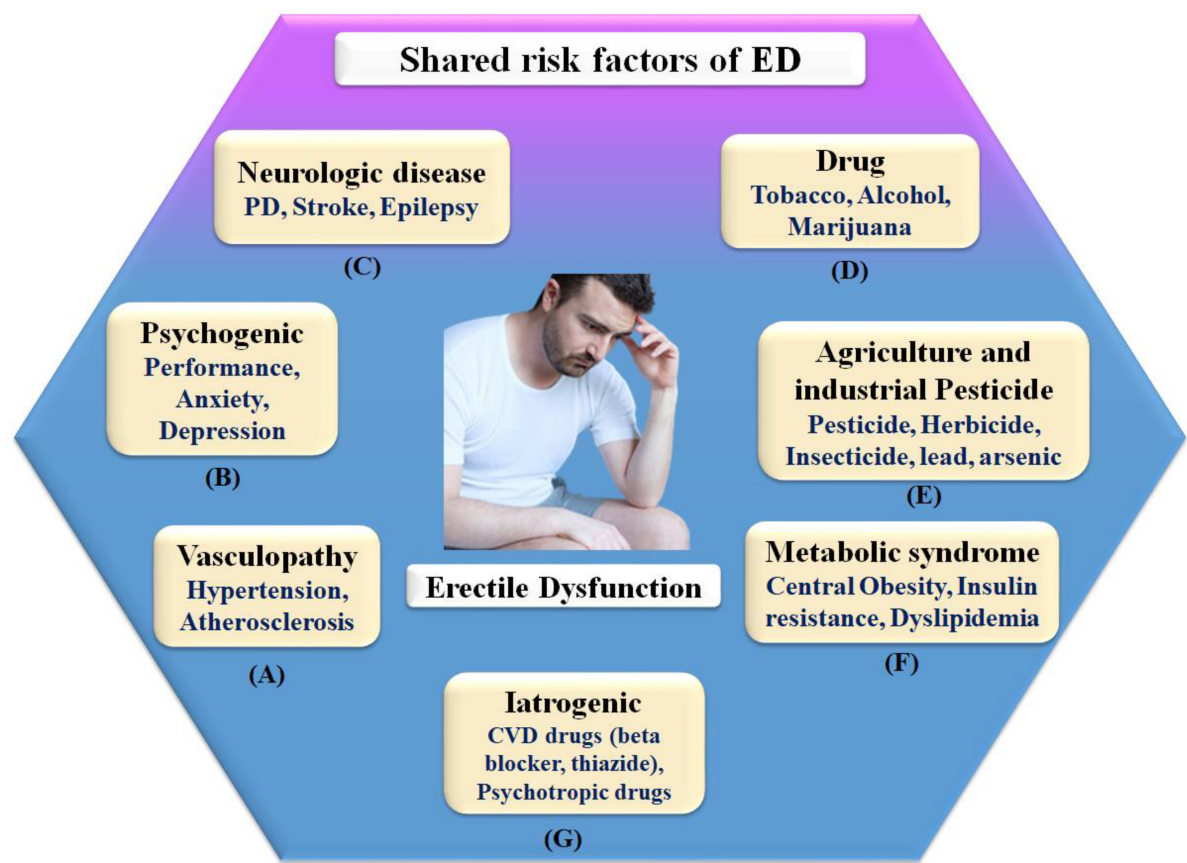 Shared risk factors of ED
Neurologic disease
PD, Stroke, Epilepsy
(C)
Drug
Tobacco, Alcohol,
Marijuana
(D)
Psychogenic
Performance,
Anxiety,
Depression
(B)
Agriculture and
industrial Pesticide
Pesticide, Herbicide,
Insecticide, lead, arsenic
(E)
Vasculopathy
Hypertension,
Atherosclerosis
(A)
Erectile Dysfunction
Metabolic syndrome
Central Obesity, Insulin
resistance, Dyslipidemia
(F)
Iatrogenic
CVD drugs (beta
blocker, thiazide),
Psychotropic drugs
(G)